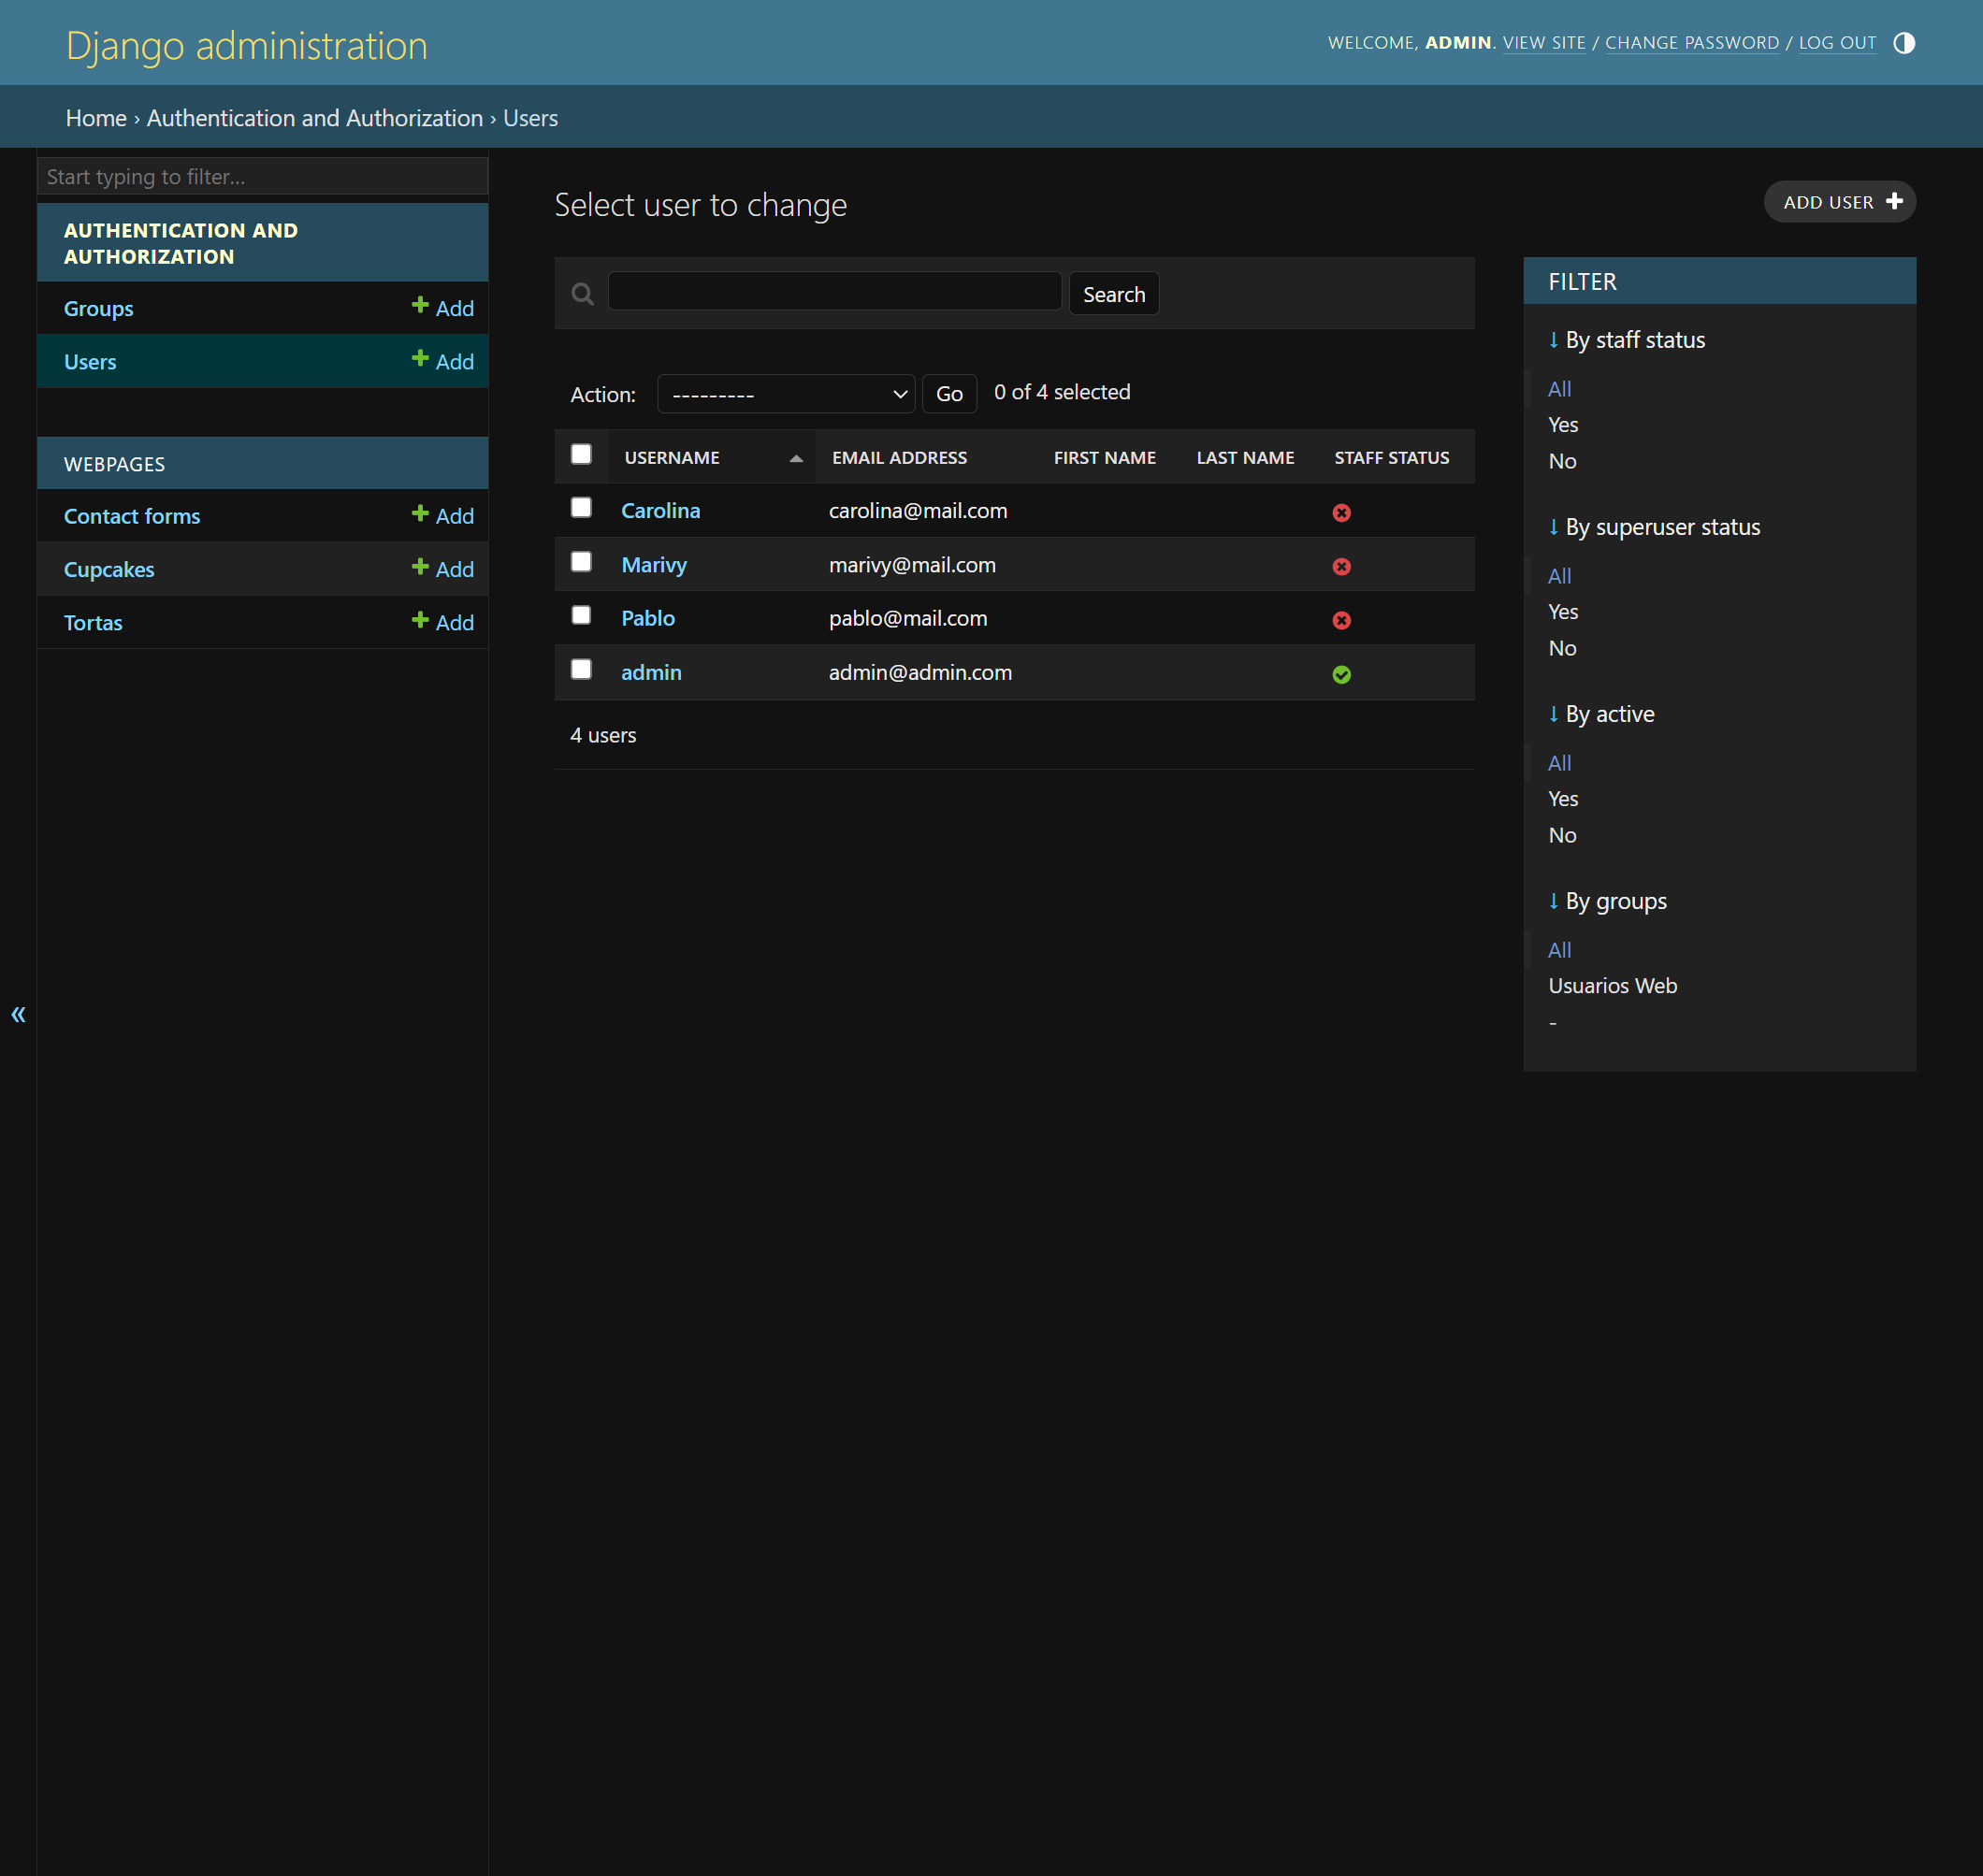 Django administration
WELCOME, ADMIN. VIEW SITE / CHANGE PASSWORD / LOG OUT
Home › Authentication and Authorization › Users
Start typing to filter...
AUTHENTICATION AND
AUTHORIZATION
Groups + Add
Users + Add
WEBPAGES
Contact forms + Add
Cupcakes + Add
Tortas + Add
«
Select user to change
ADD USER +
Search
Action: --------- Go 0 of 4 selected
USERNAME EMAIL ADDRESS FIRST NAME LAST NAME STAFF STATUS
Carolina carolina@mail.com
Marivy marivy@mail.com
Pablo pablo@mail.com
admin admin@admin.com
4 users
FILTER
↓ By staff status
All
Yes
No
↓ By superuser status
All
Yes
No
↓ By active
All
Yes
No
↓ By groups
All
Usuarios Web
-